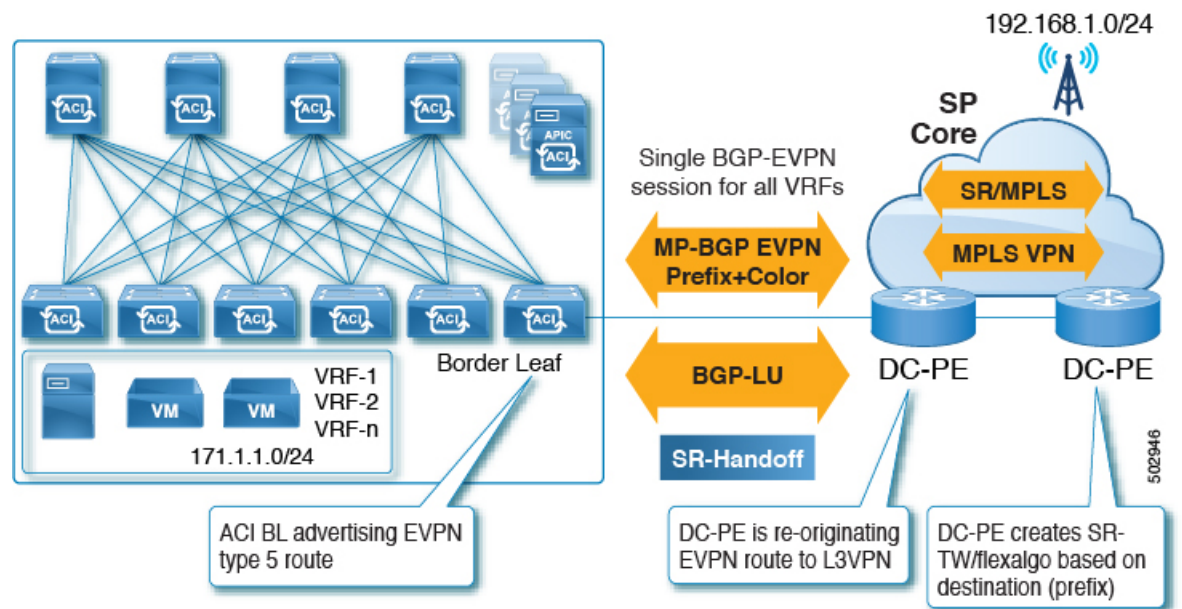 192.168.1.0/24
ACI
ACI
ACI
ACI
APIC
ACI
SP
Core
Single BGP-EVPN
session for all VRFs
SR/MPLS
MP-BGP EVPN
Prefix+Color
MPLS VPN
ACI
ACI
ACI
ACI
ACI
ACI
Border Leaf
BGP-LU
DC-PE
DC-PE
VM
VM
VRF-1
VRF-2
VRF-n
171.1.1.0/24
SR-Handoff
502946
ACI BL advertising EVPN
type 5 route
DC-PE is re-originating
EVPN route to L3VPN
DC-PE creates SR-
TW/flexalgo based on
destination (prefix)